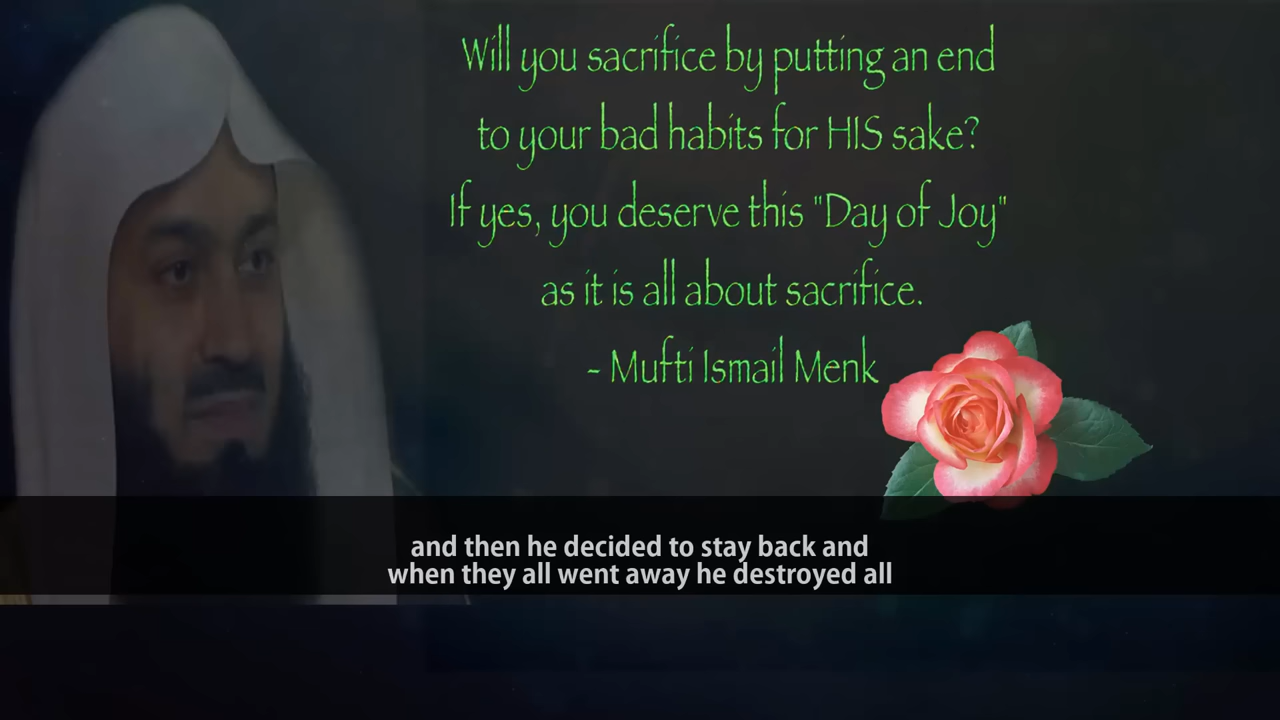 Will you sacrifice by putting an end
to your bad habits for HIS sake?
If yes, you deserve this "Day of Joy"
as it is all about sacrifice.
- Mufti Ismail Menk
and then he decided to stay back and
when they all went away he destroyed all